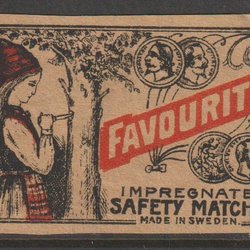 FAVOURIT
IMPREGNATE
SAFETY MATCH
MADE IN SWEDEN